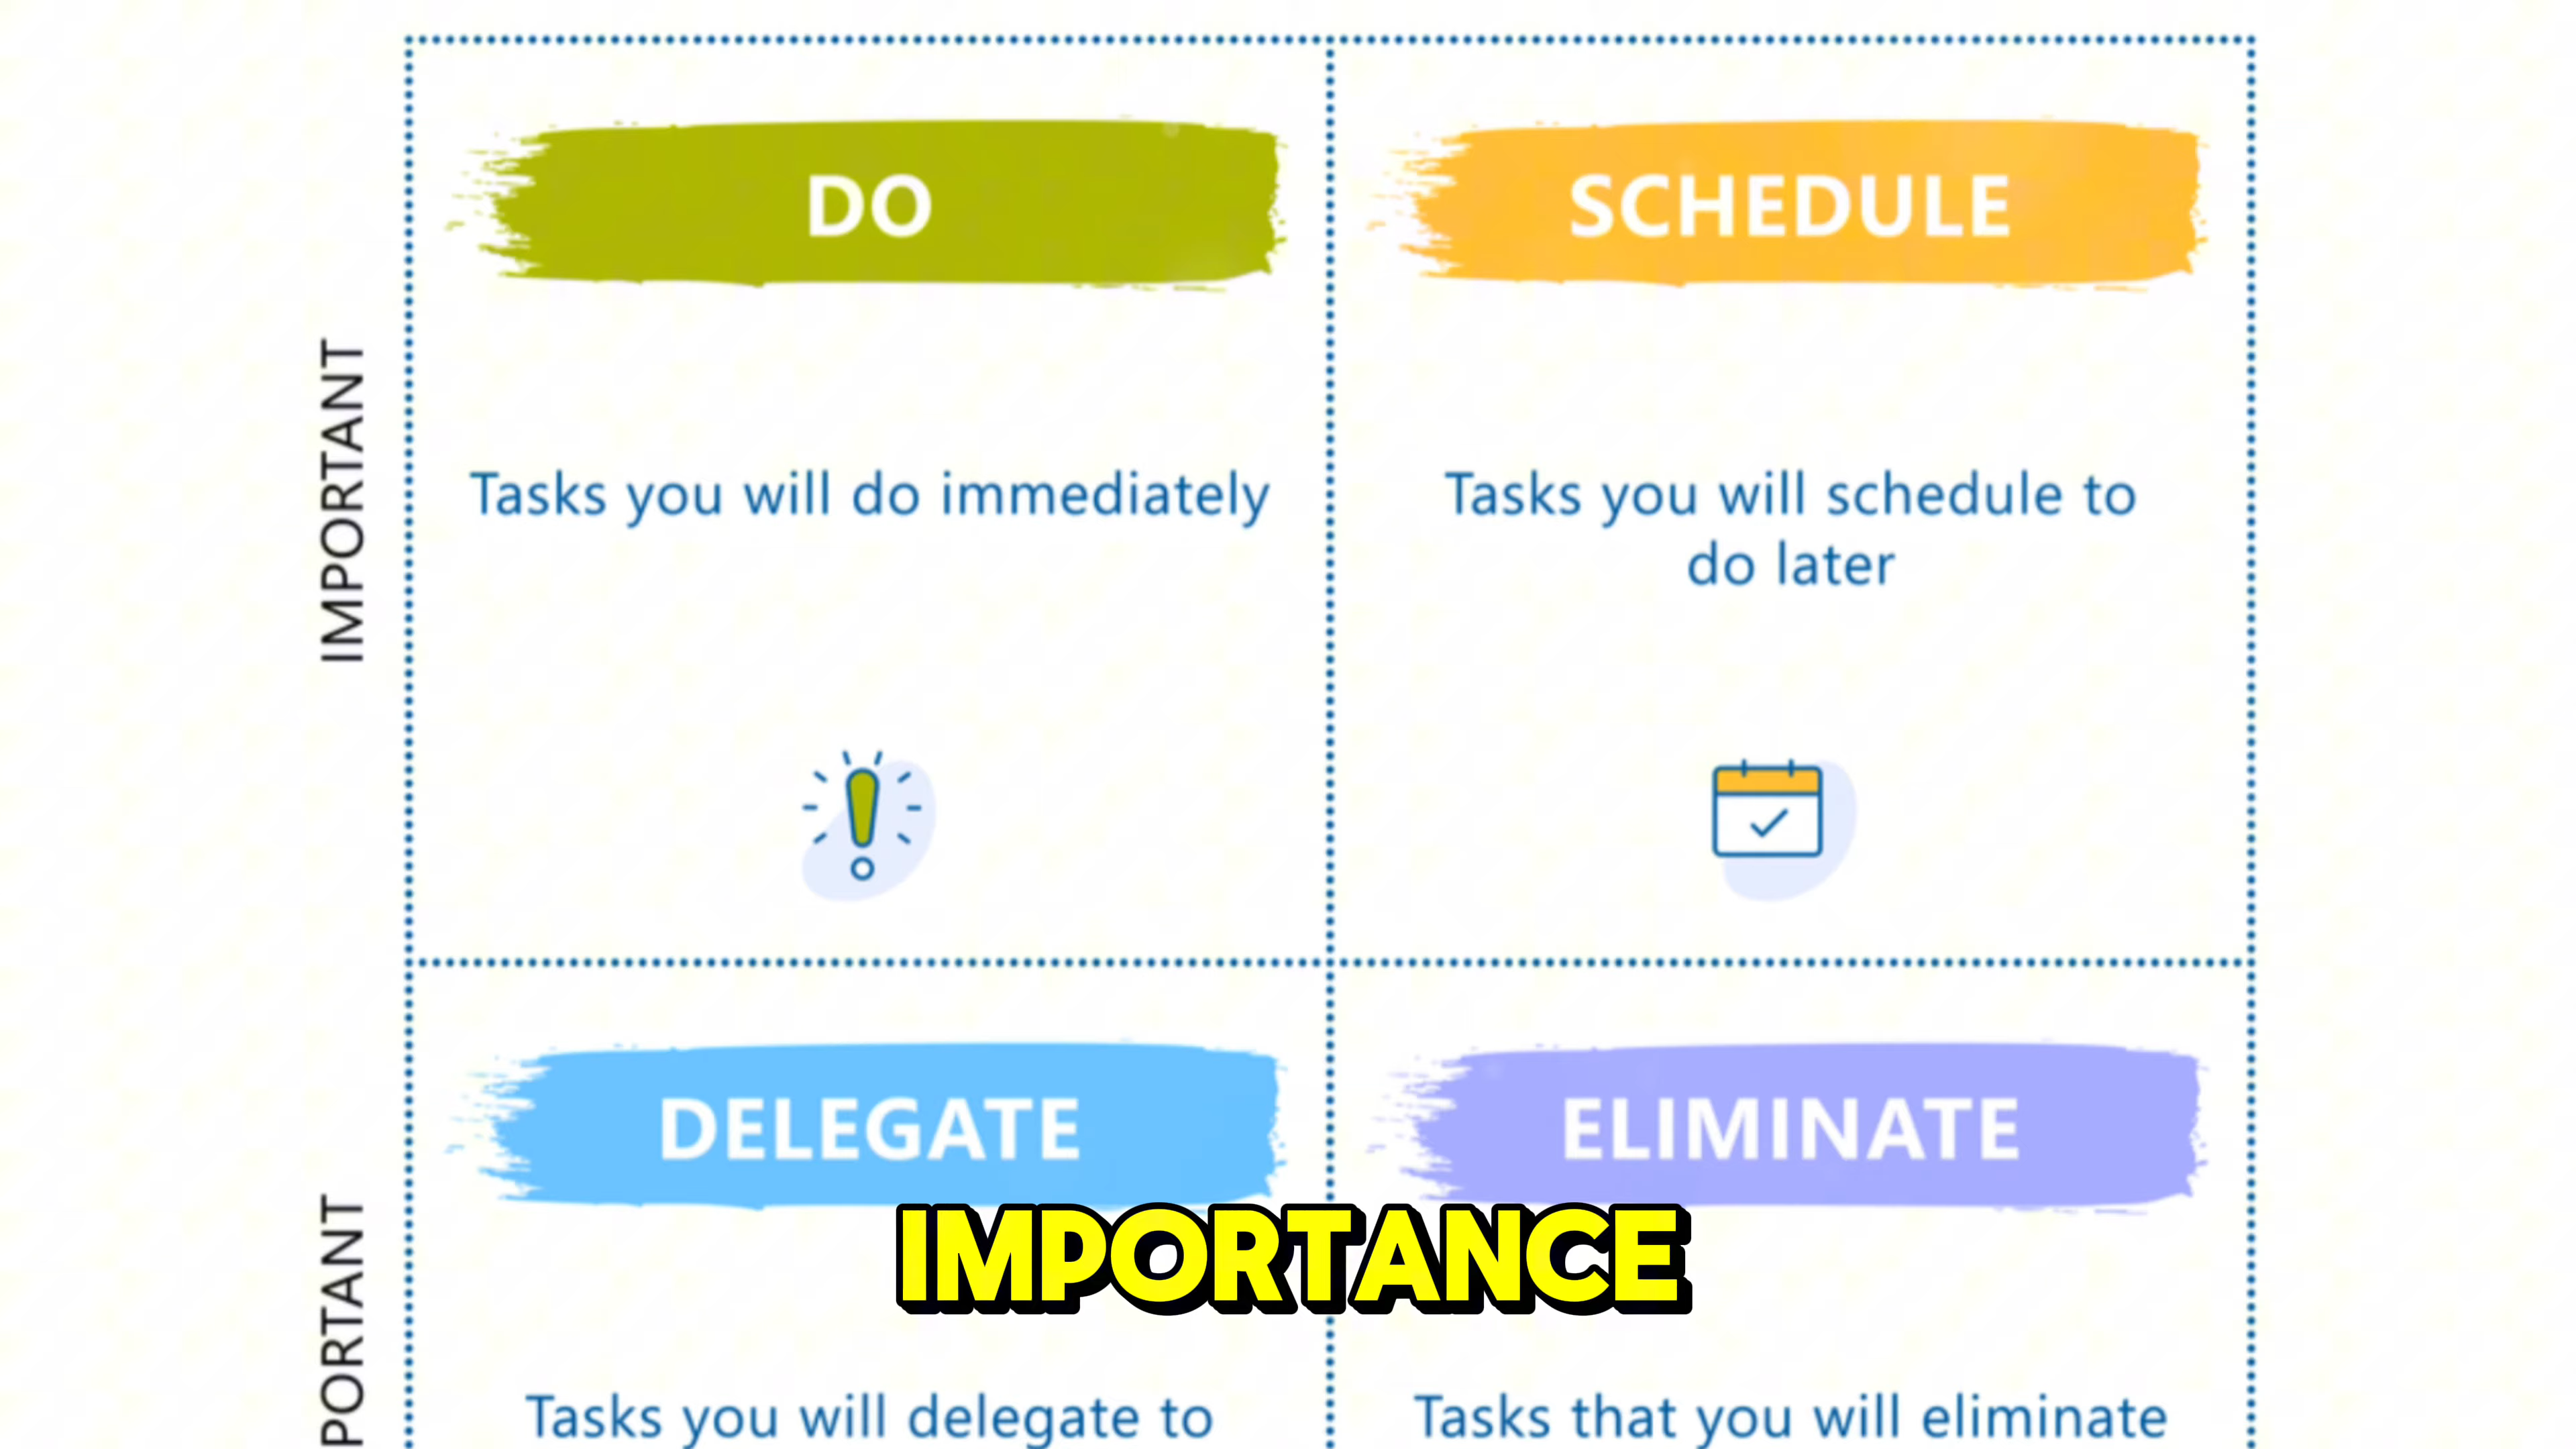 DO
SCHEDULE
IMPORTANT
Tasks you will do immediately
Tasks you will schedule to
do later
DELEGATE
ELIMINATE
IMPORTANCE
PORTANT
Tasks you will delegate to
Tasks that you will eliminate